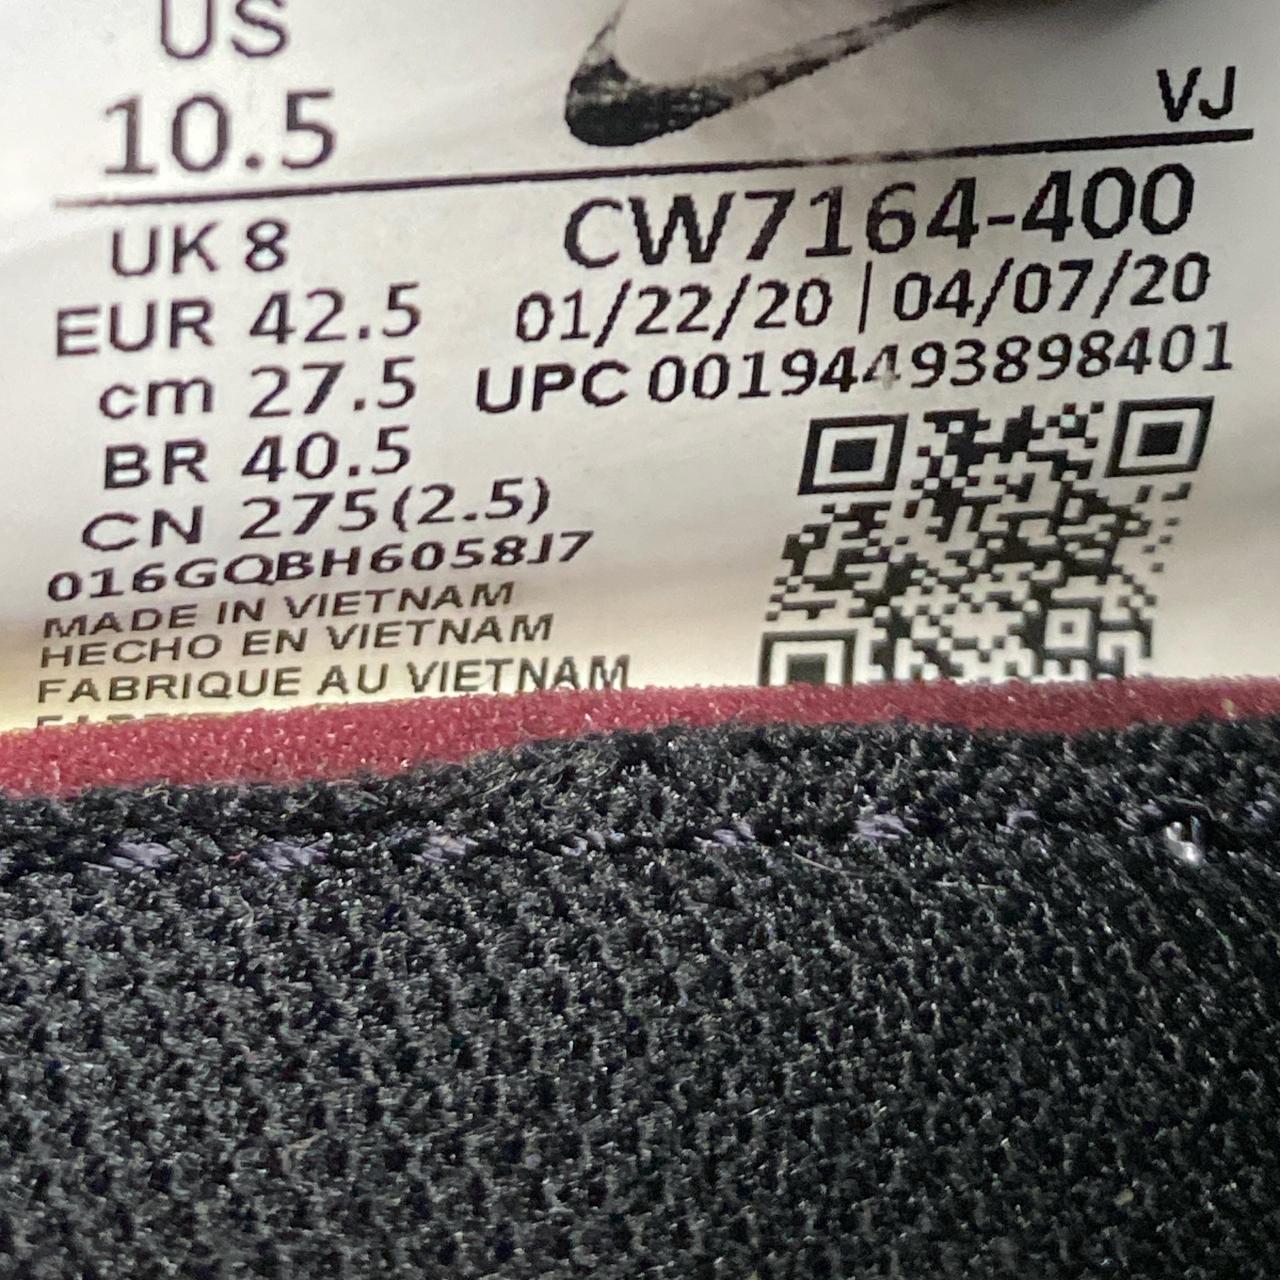 US
10.5
VJ
UK 8
EUR 42.5
cm 27.5
BR 40.5
CN 275(2.5)
016GQBH6058J7
MADE IN VIETNAM
HECHO EN VIETNAM
FABRIQUE AU VIETNAM
CW7164-400
01/22/20 | 04/07/20
UPC 00194493898401